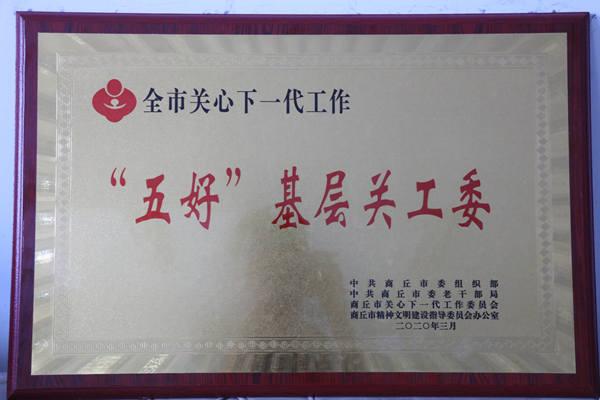 全市关心下一代工作
“五好”基层关工委
中共商丘市委组织部
中共商丘市委老干部局
商丘市关心下一代工作委员会
商丘市精神文明建设指导委员会办公室
二〇二〇年三月